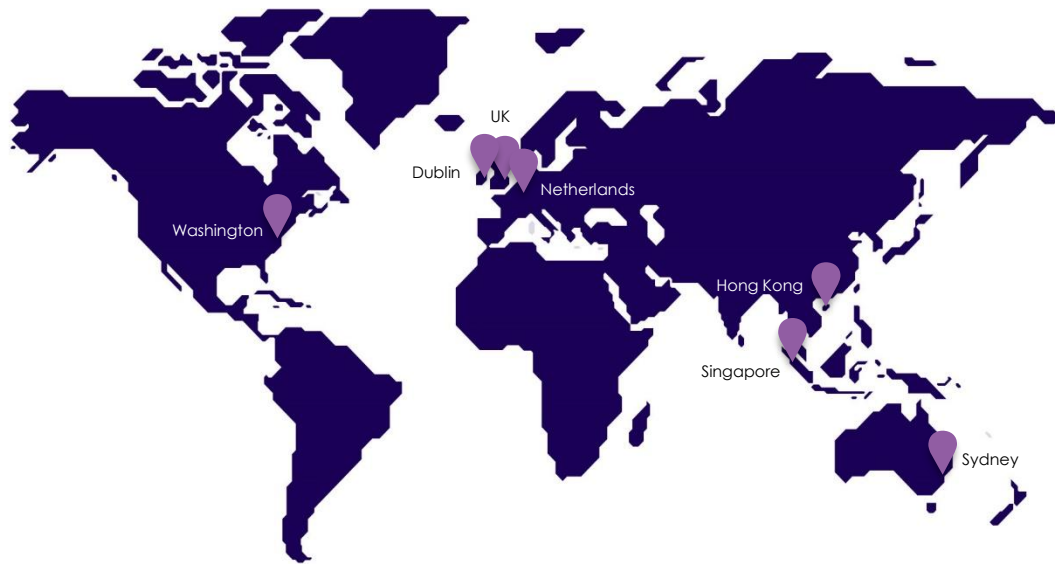 UK
Dublin
Netherlands
Washington
Hong Kong
Singapore
Sydney